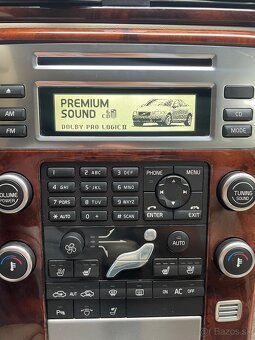 PREMIUM
SOUND
DOLBY PRO LOGIC II
AM
FM
CD
MODE
1
2 ABC
3 DEF
4 GHI
5 JKL
6 MNO
7 PQRS
8 TUV
9 WXYZ
* AUTO
0
#
PHONE
MENU
ENTER
EXIT
VOLUME
POWER
TUNING
SOUND
AUTO
AUT
ON
AC
OFF
bazos.sk